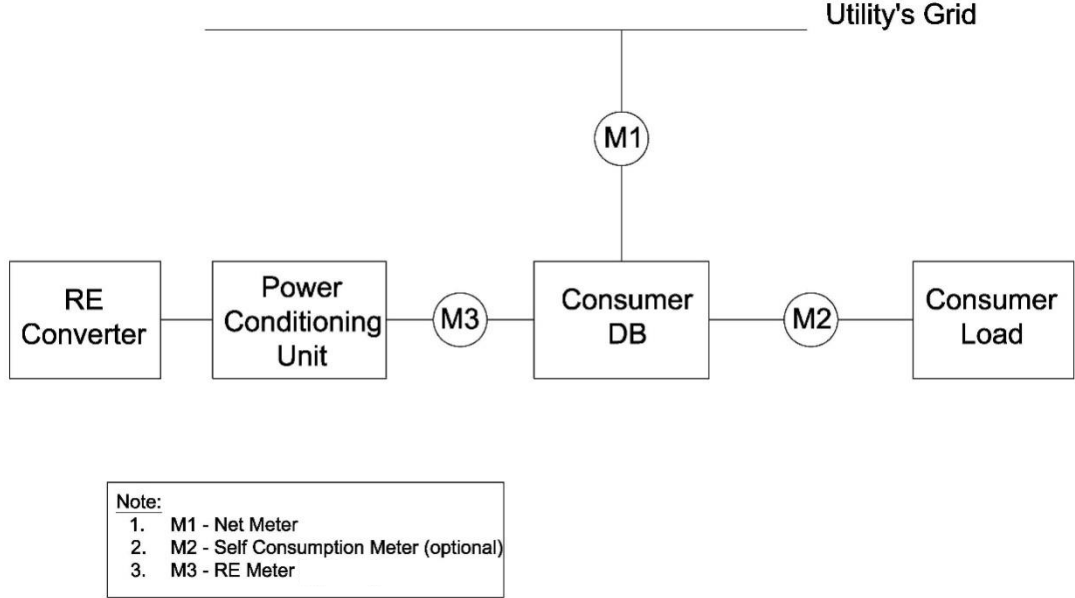 Utility's Grid
M1
RE
Converter
Power
Conditioning
Unit
M3
Consumer
DB
M2
Consumer
Load
Note:
1. M1 - Net Meter
2. M2 - Self Consumption Meter (optional)
3. M3 - RE Meter